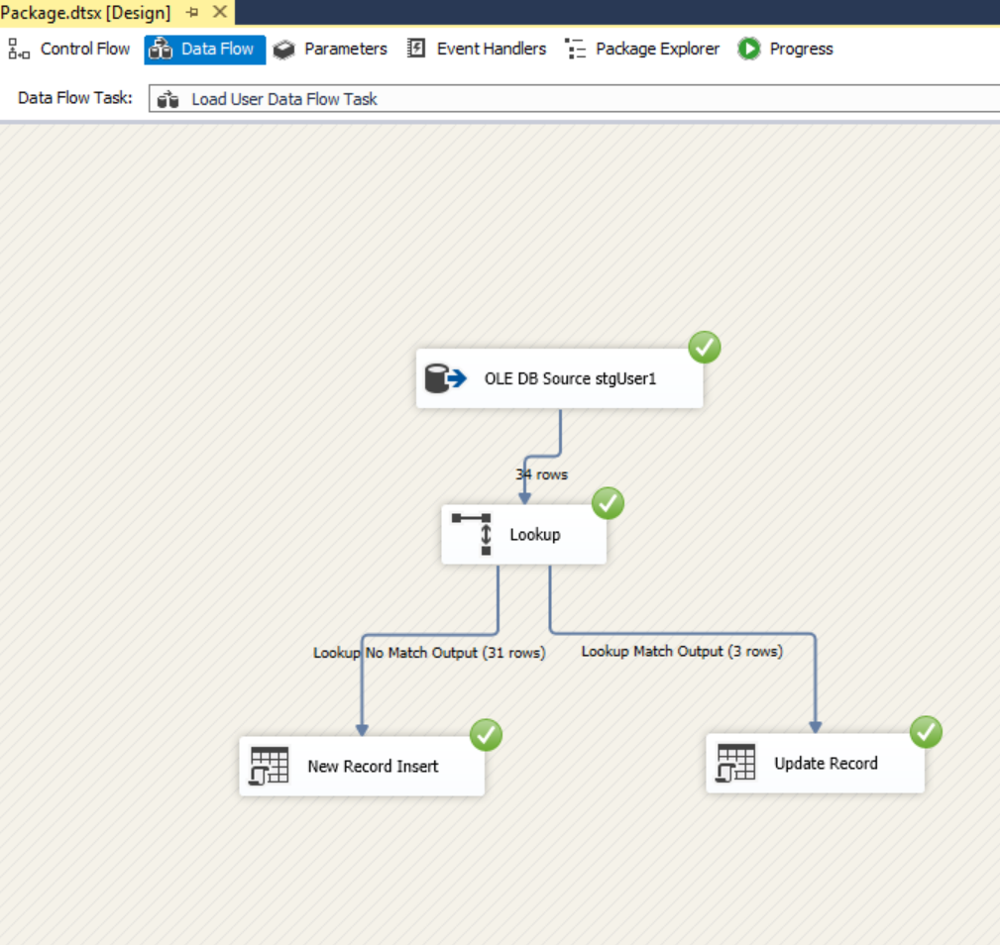 Package.dtsx [Design]
Control Flow Data Flow Parameters Event Handlers Package Explorer Progress
Data Flow Task: Load User Data Flow Task
OLE DB Source stgUser1
34 rows
Lookup
Lookup No Match Output (31 rows) Lookup Match Output (3 rows)
New Record Insert Update Record